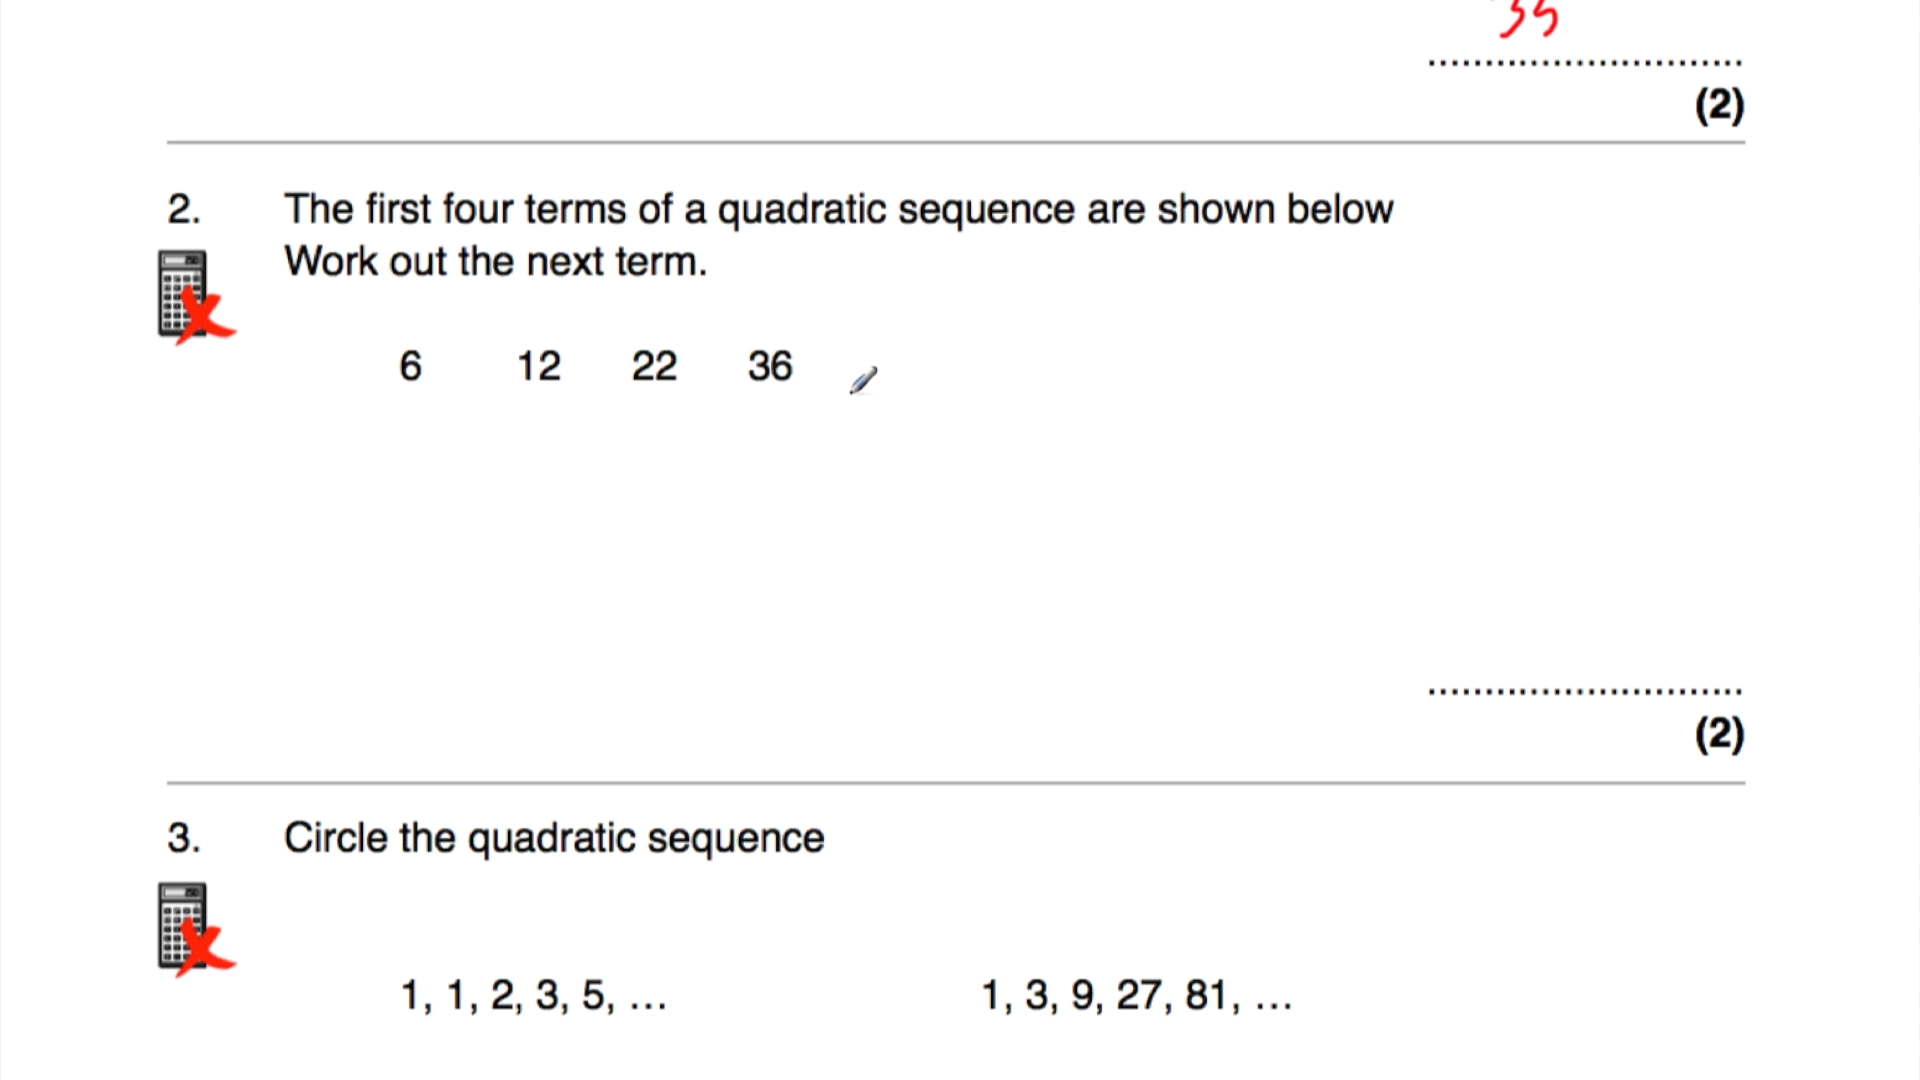 35
(2)
2. The first four terms of a quadratic sequence are shown below
Work out the next term.
6 12 22 36
(2)
3. Circle the quadratic sequence
1, 1, 2, 3, 5, ... 1, 3, 9, 27, 81, ...